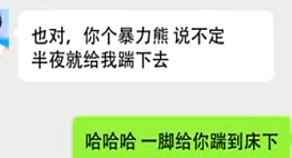 也对，你个暴力熊 说不定
半夜就给我踹下去
哈哈哈 一脚给你踹到床下